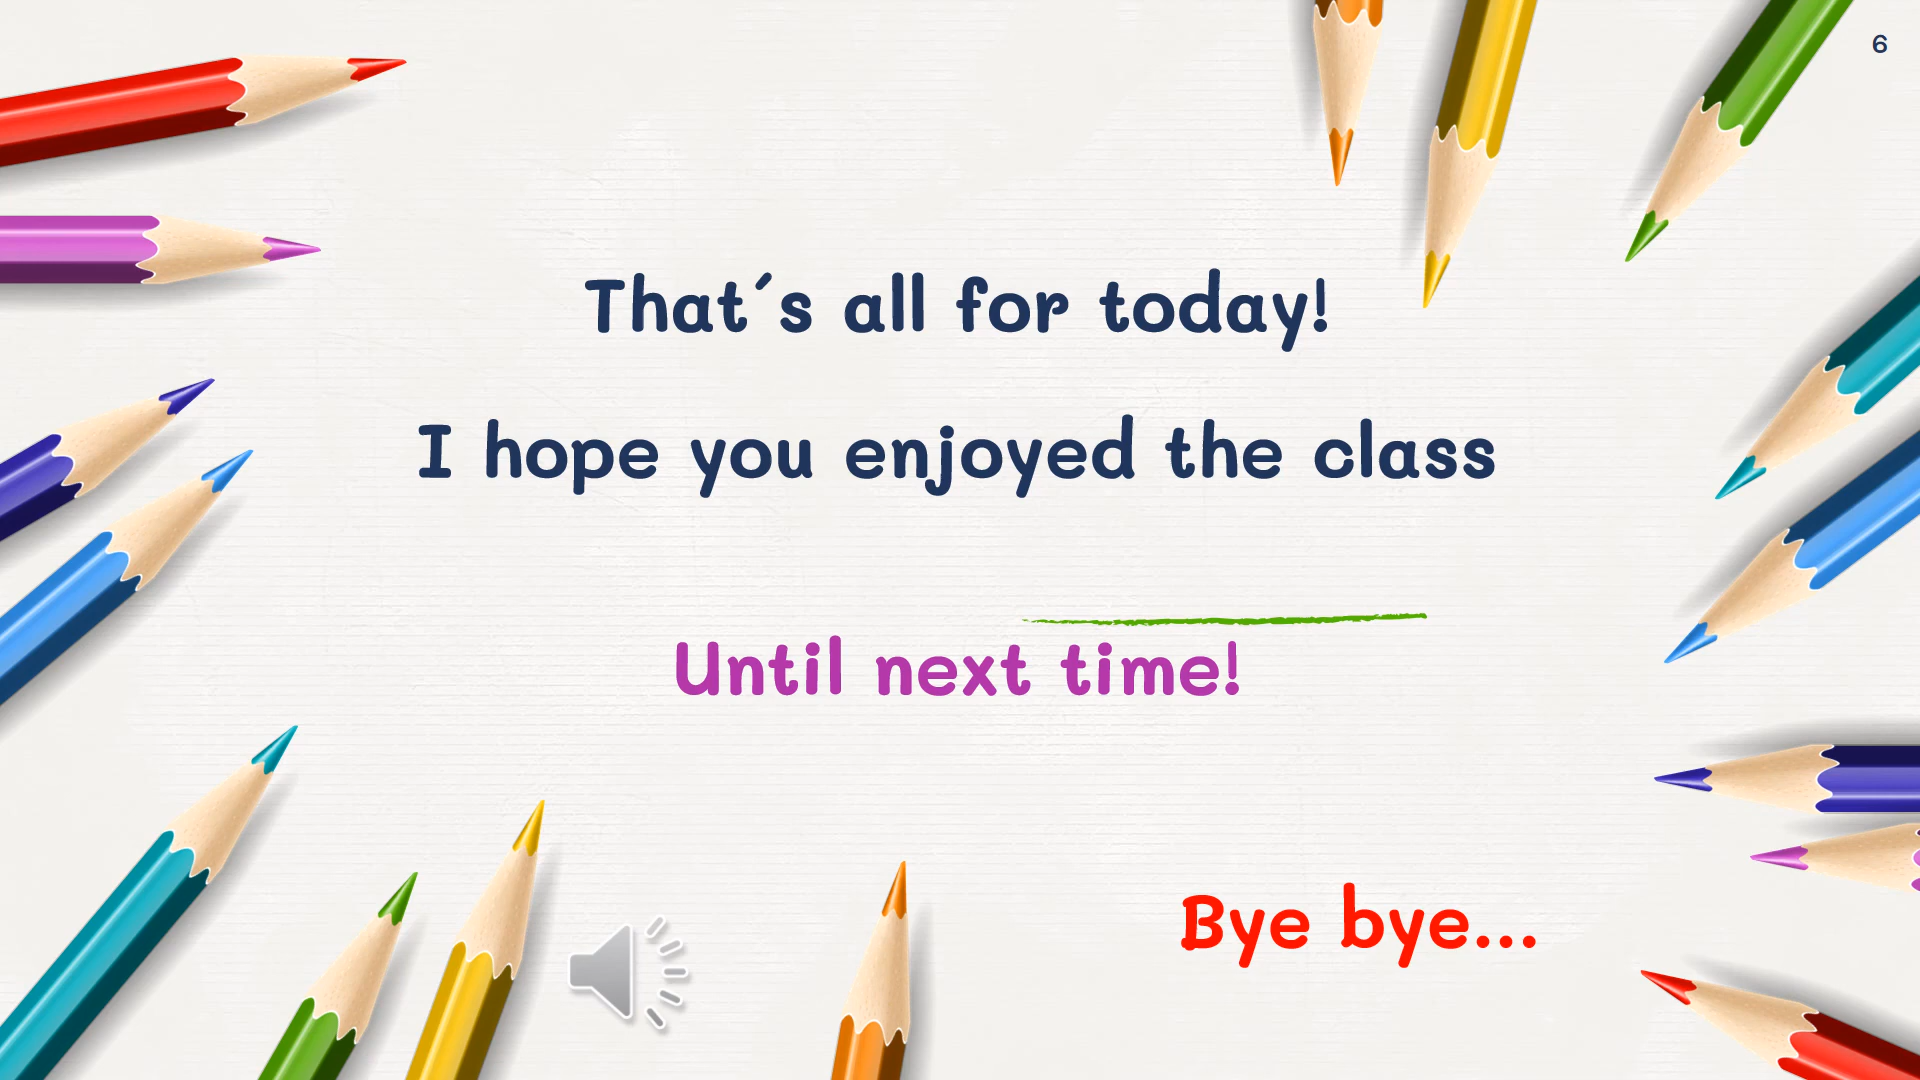 6
That´s all for today!
I hope you enjoyed the class
Until next time!
Bye bye...